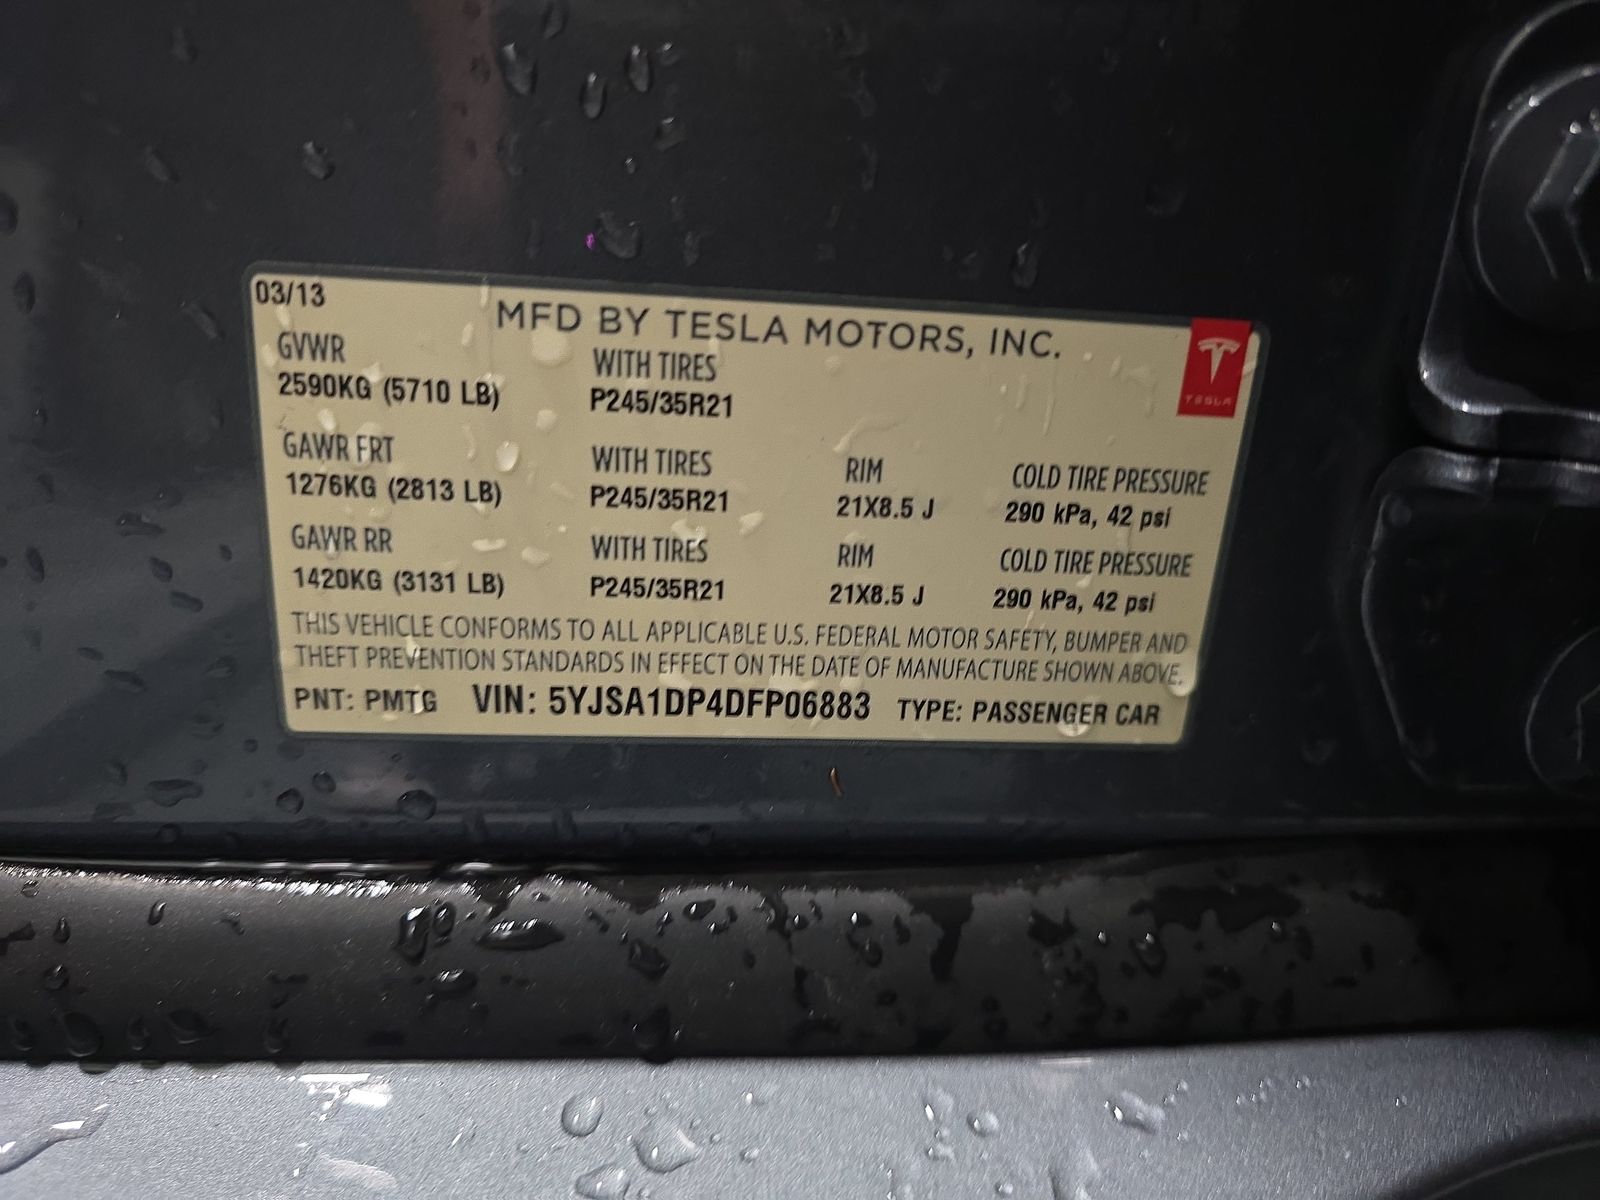 03/13
MFD BY TESLA MOTORS, INC.
TESLA
GVWR WITH TIRES
2590KG (5710 LB) P245/35R21
GAWR FRT WITH TIRES RIM COLD TIRE PRESSURE
1276KG (2813 LB) P245/35R21 21X8.5 J 290 kPa, 42 psi
GAWR RR WITH TIRES RIM COLD TIRE PRESSURE
1420KG (3131 LB) P245/35R21 21X8.5 J 290 kPa, 42 psi
THIS VEHICLE CONFORMS TO ALL APPLICABLE U.S. FEDERAL MOTOR SAFETY, BUMPER AND
THEFT PREVENTION STANDARDS IN EFFECT ON THE DATE OF MANUFACTURE SHOWN ABOVE.
PNT: PMTG VIN: 5YJSA1DP4DFP06883 TYPE: PASSENGER CAR